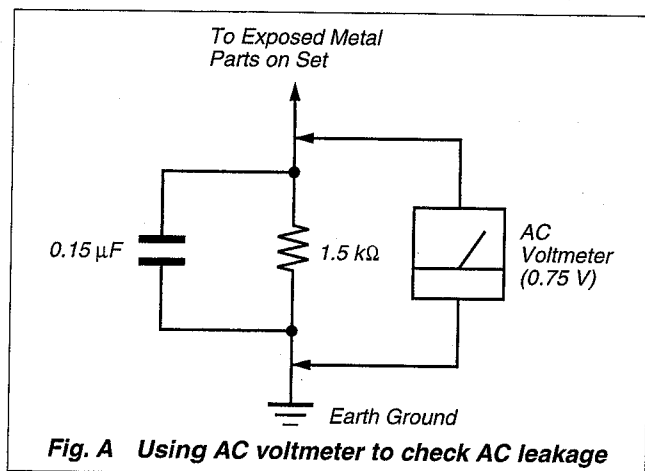 To Exposed Metal
Parts on Set
0.15 µF
1.5 kΩ
AC
Voltmeter
(0.75 V)
Earth Ground
Fig. A Using AC voltmeter to check AC leakage